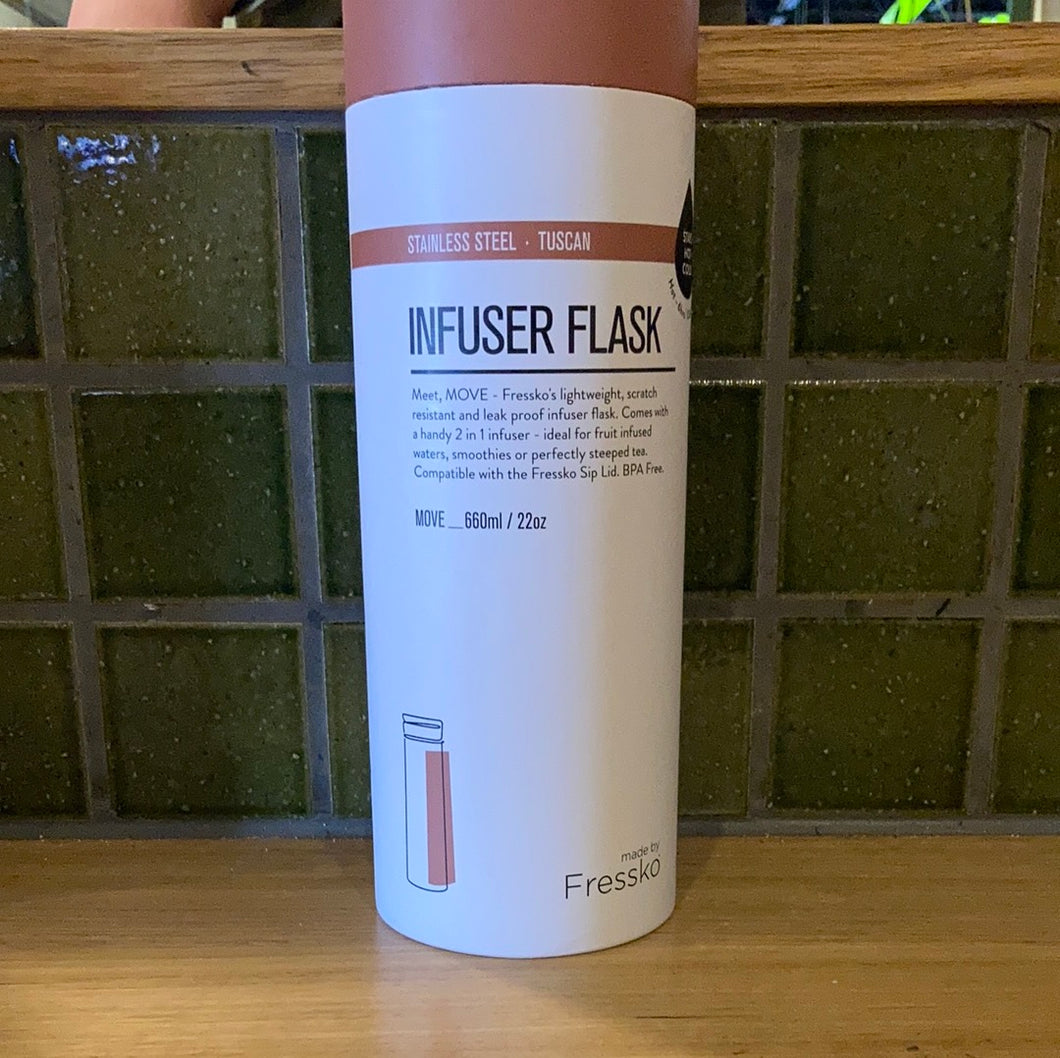 STAINLESS STEEL · TUSCAN
INFUSER FLASK
Meet, MOVE - Fressko's lightweight, scratch
resistant and leak proof infuser flask. Comes with
a handy 2 in 1 infuser - ideal for fruit infused
waters, smoothies or perfectly steeped tea.
Compatible with the Fressko Sip Lid. BPA Free.
MOVE __660ml / 22oz
made by
Fressko